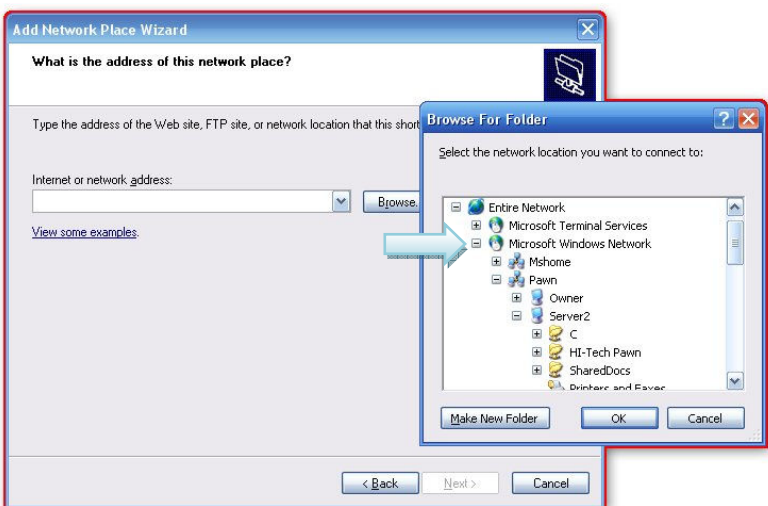 Add Network Place Wizard
What is the address of this network place?
Type the address of the Web site, FTP site, or network location that this short
Internet or network address:
Browse.
View some examples.
< Back
Next >
Cancel
Browse For Folder
Select the network location you want to connect to:
Entire Network
Microsoft Terminal Services
Microsoft Windows Network
Mshome
Pawn
Owner
Server2
C
HI-Tech Pawn
SharedDocs
Printers and Faxes
Make New Folder
OK
Cancel